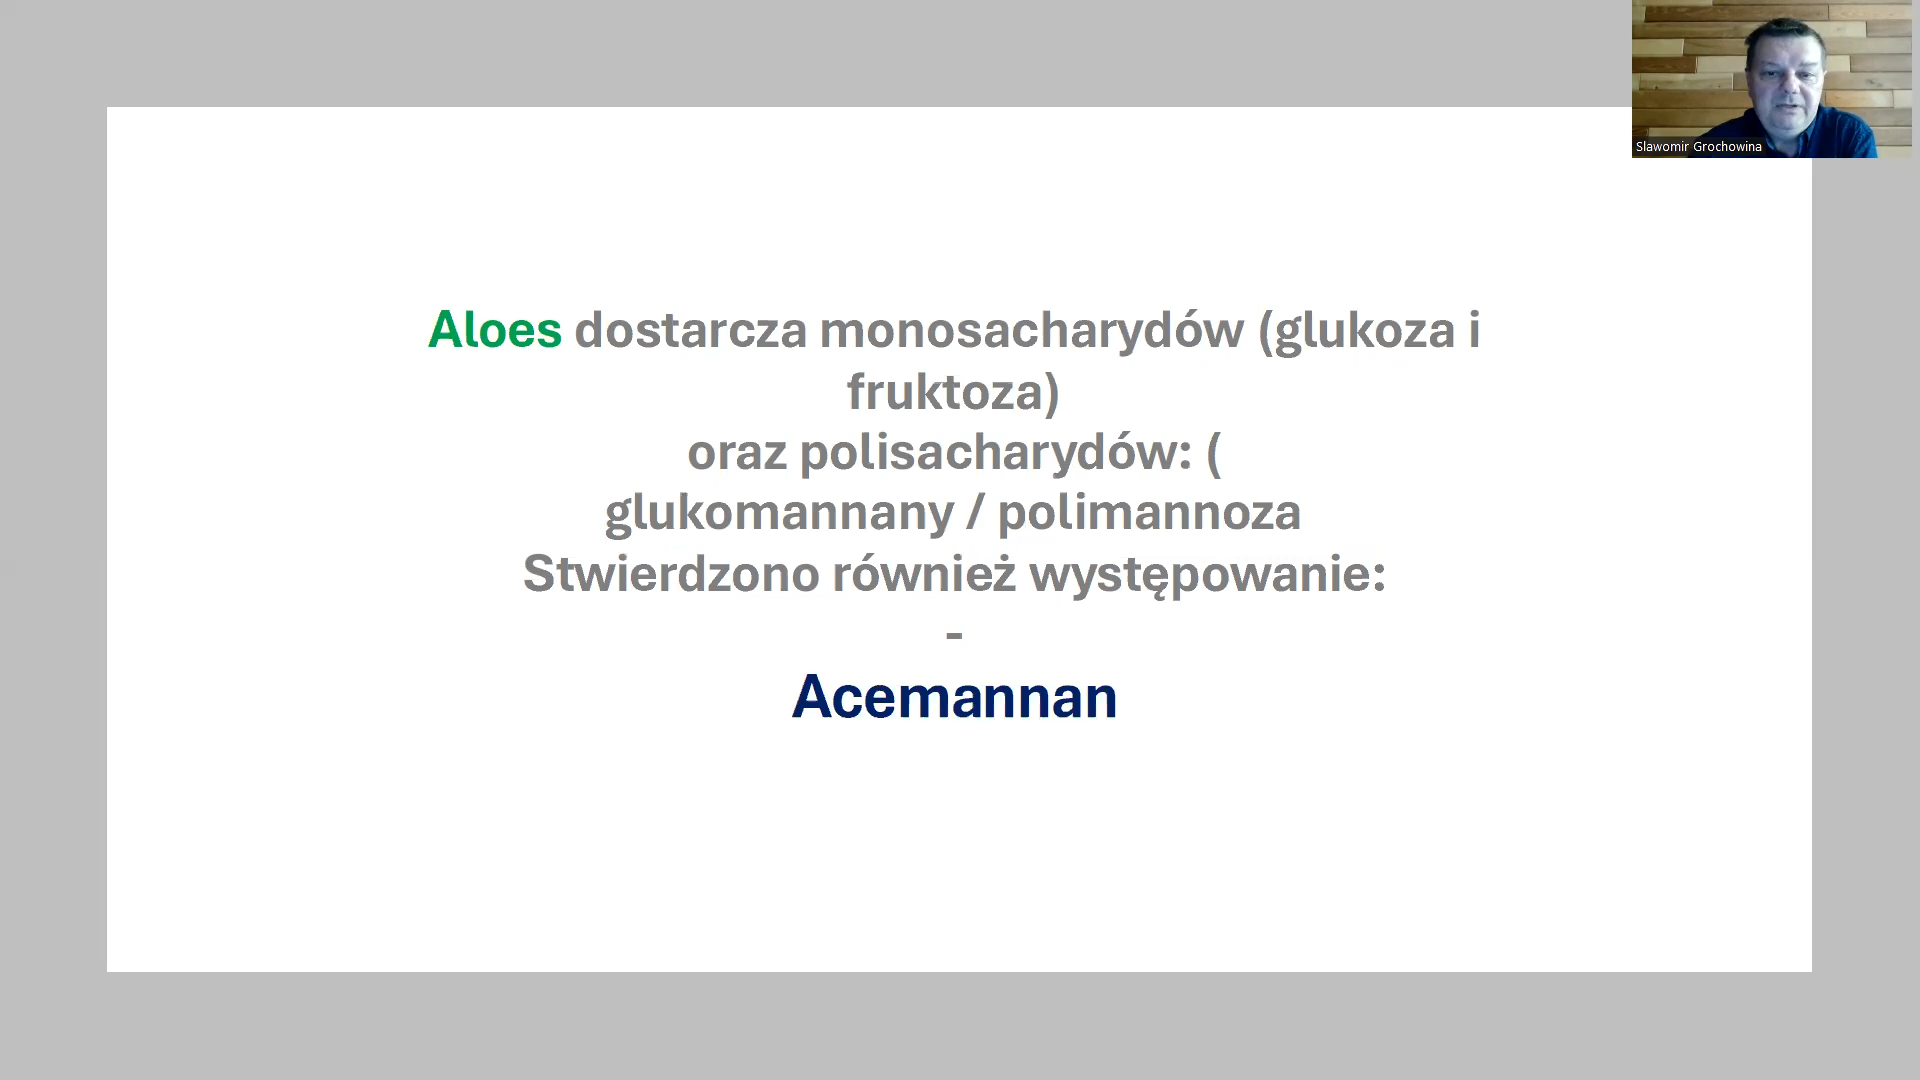 Slawomir Grochowina
Aloes dostarcza monosacharydów (glukoza i
fruktoza)
oraz polisacharydów: (
glukomannany / polimannoza
Stwierdzono również występowanie:
-
Acemannan